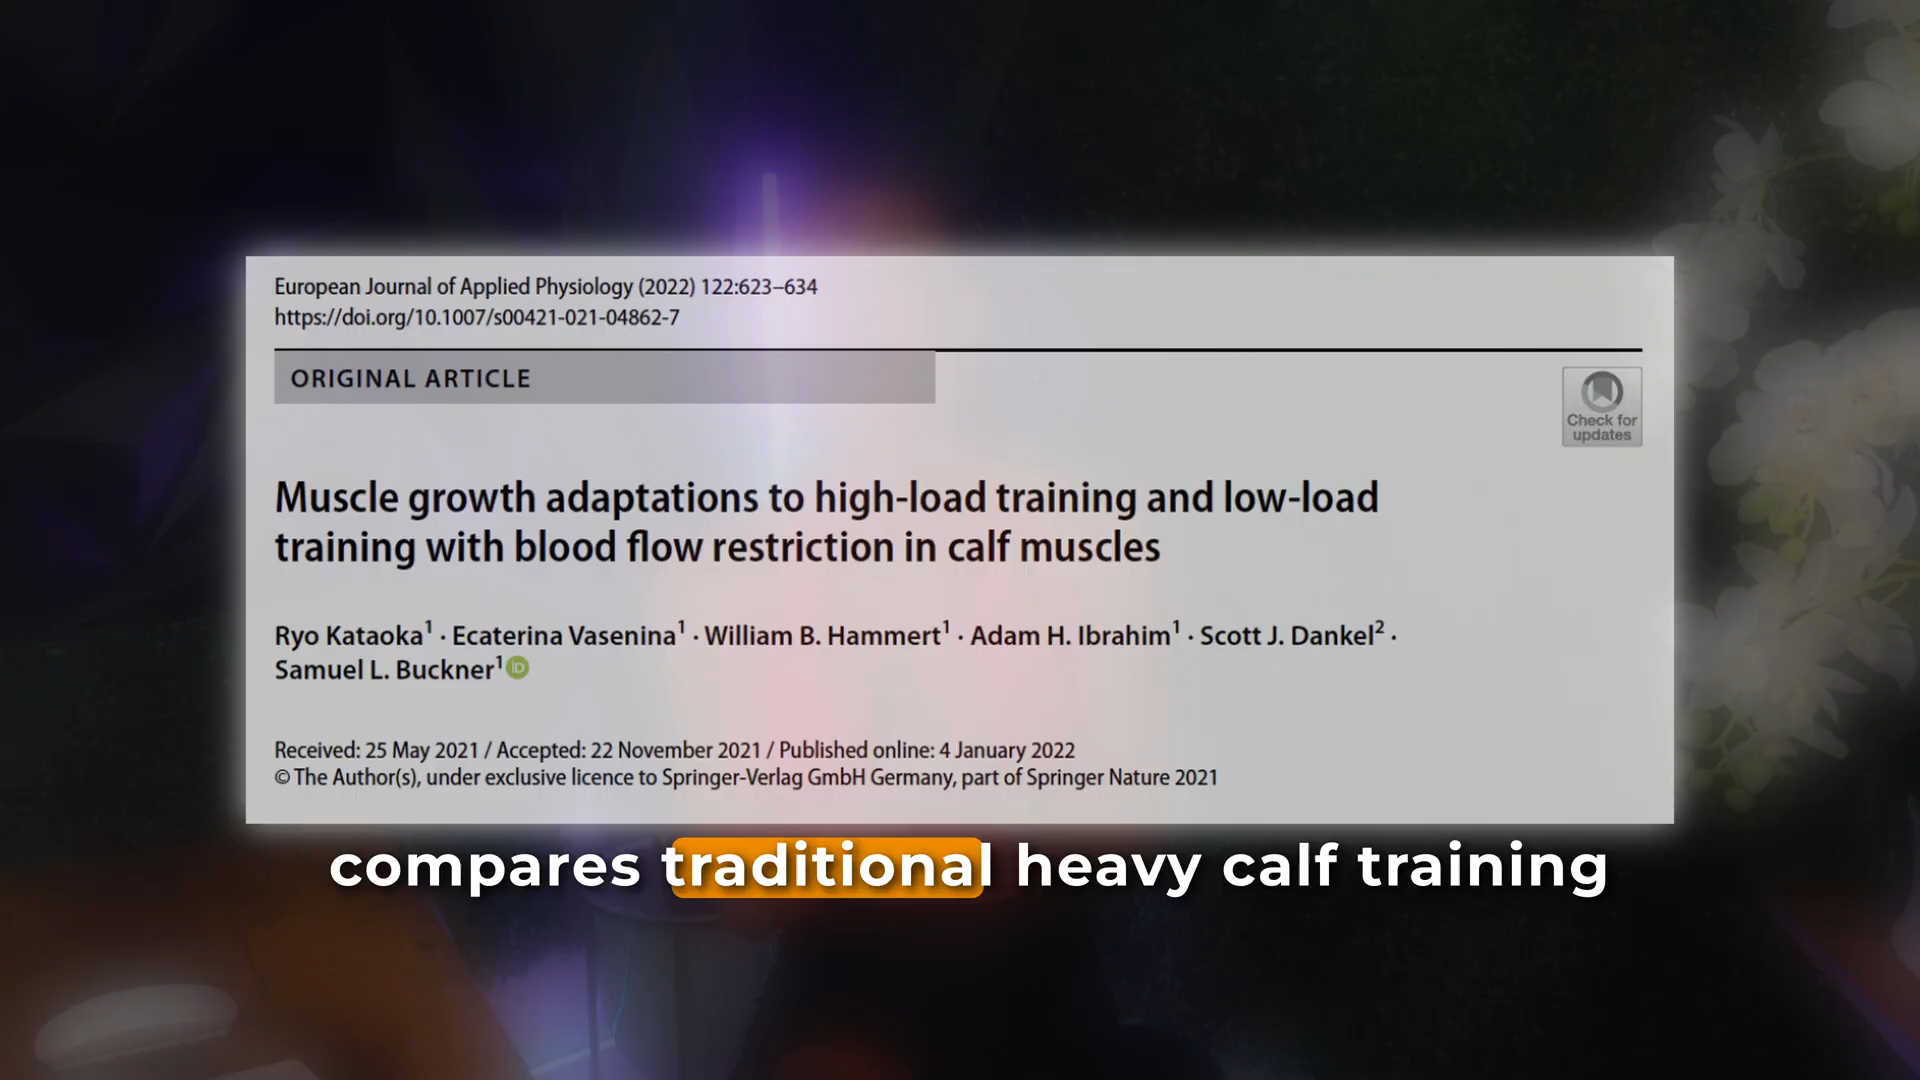 European Journal of Applied Physiology (2022) 122:623–634
https://doi.org/10.1007/s00421-021-04862-7
ORIGINAL ARTICLE
Check for
updates
Muscle growth adaptations to high-load training and low-load
training with blood flow restriction in calf muscles
Ryo Kataoka1 · Ecaterina Vasenina1 · William B. Hammert1 · Adam H. Ibrahim1 · Scott J. Dankel2 ·
Samuel L. Buckner1 iD
Received: 25 May 2021 / Accepted: 22 November 2021 / Published online: 4 January 2022
© The Author(s), under exclusive licence to Springer-Verlag GmbH Germany, part of Springer Nature 2021
compares traditional heavy calf training